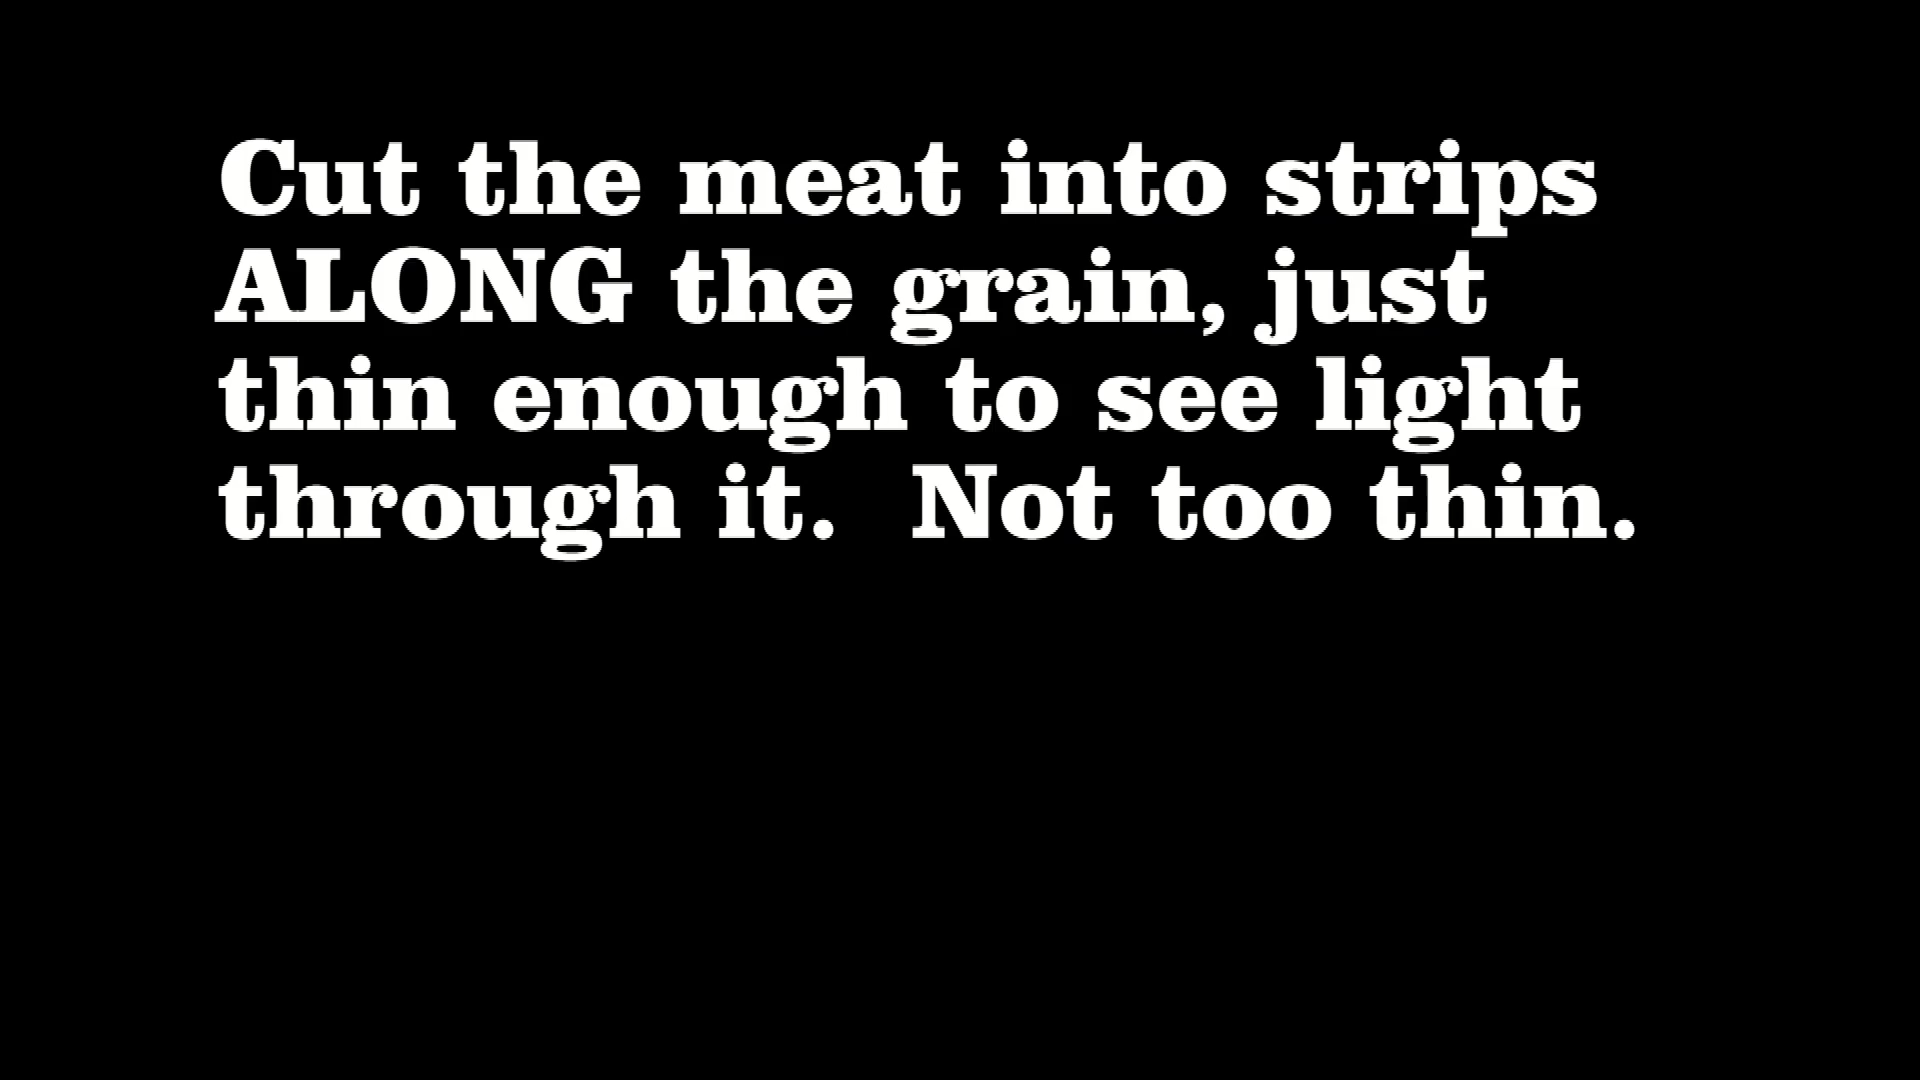 Cut the meat into strips
ALONG the grain, just
thin enough to see light
through it.  Not too thin.